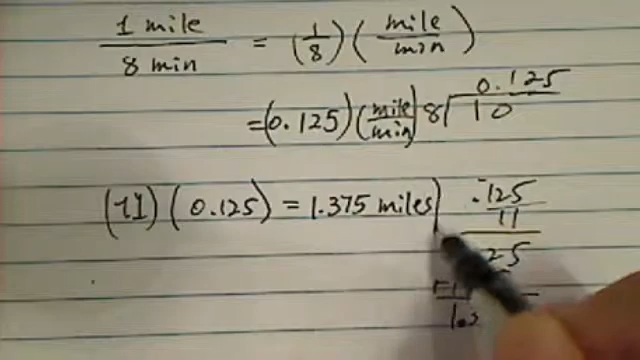 1 mile / 8 min = (1/8) (mile/min)
= (0.125) (mile/min)
0.125
8 10
(11) (0.125) = 1.375 miles
.125
11
25